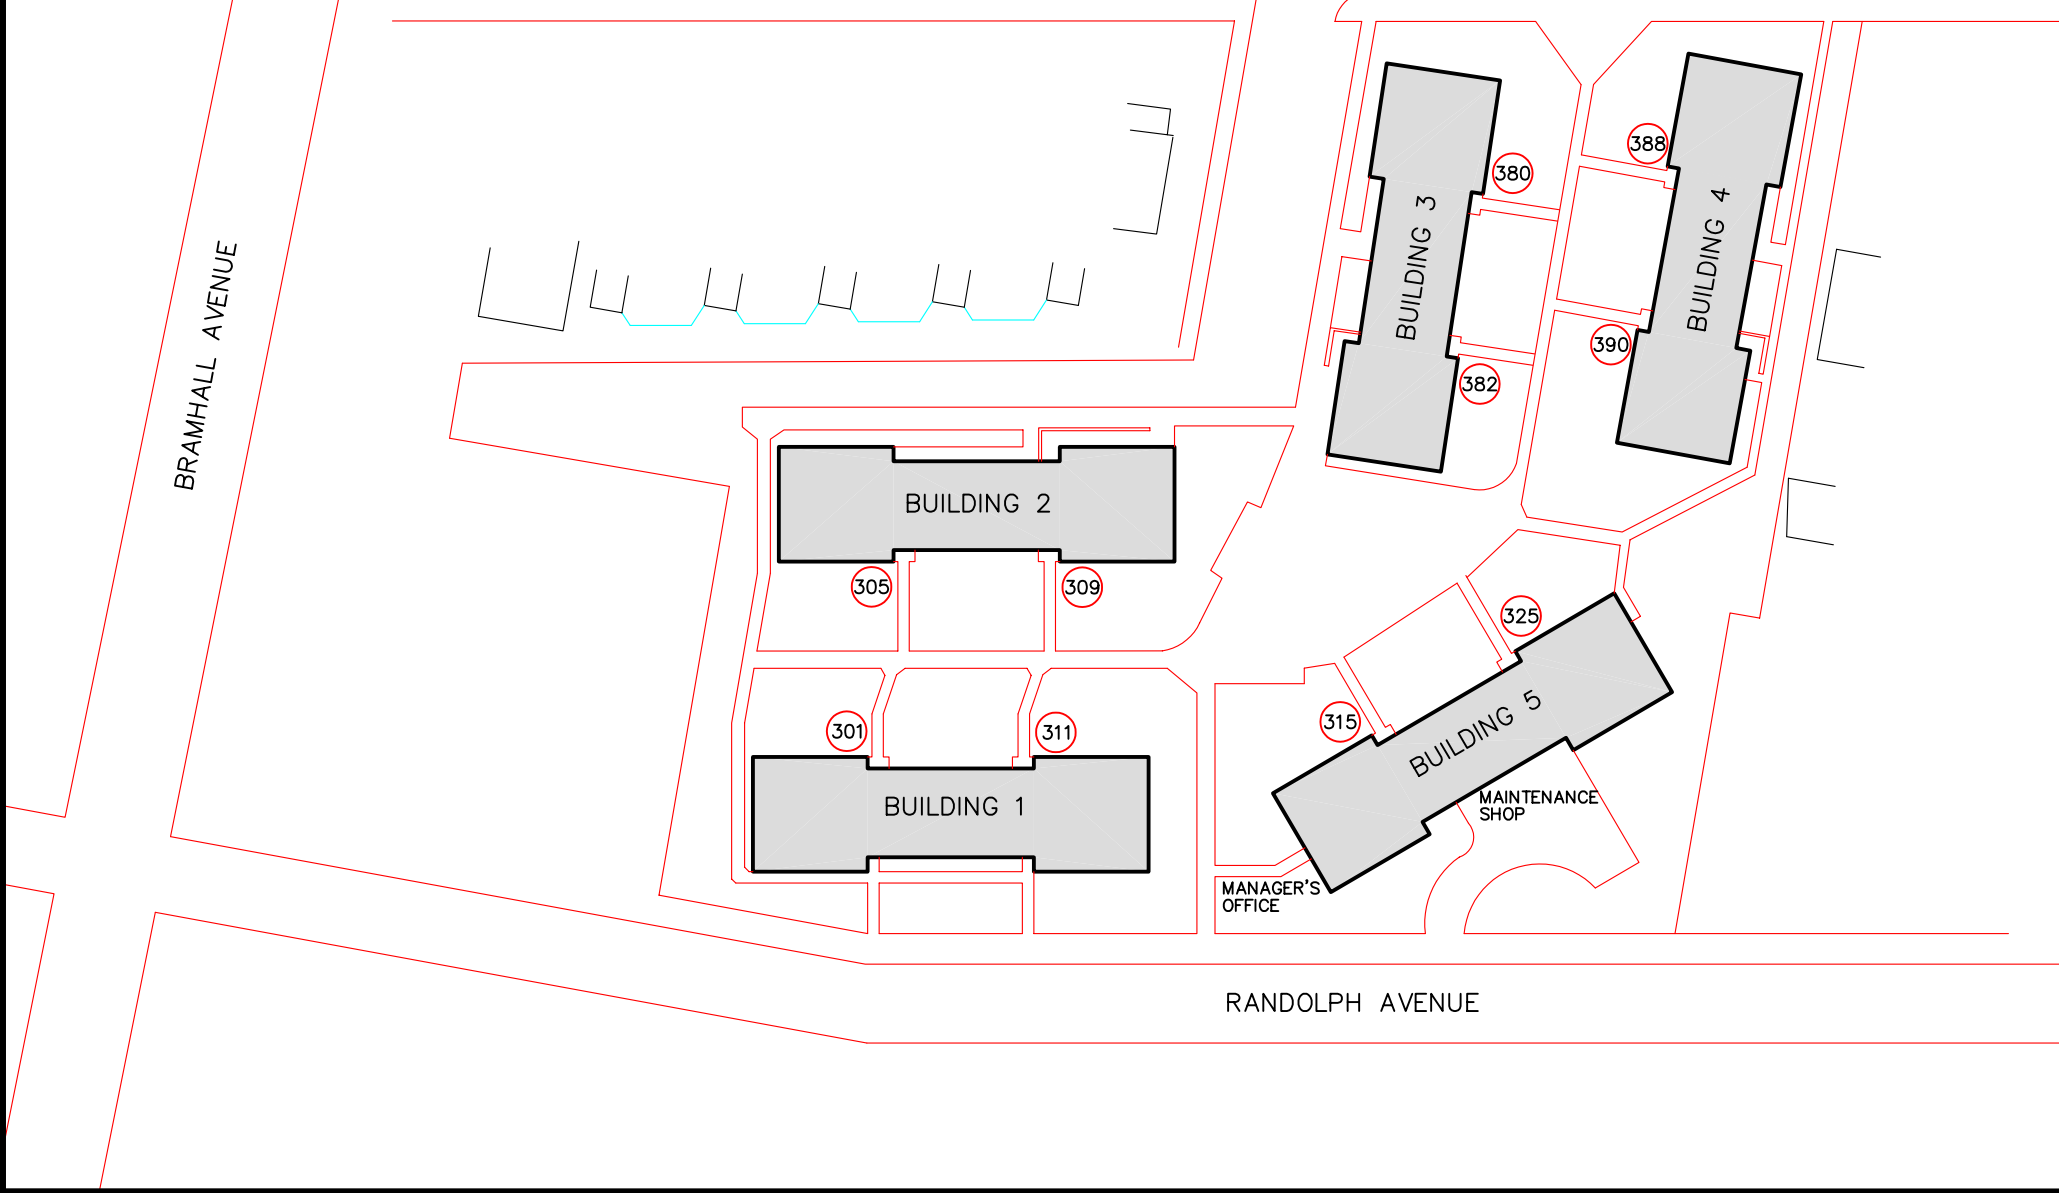 388
380
BUILDING 3
BUILDING 4
BRAMHALL AVENUE
390
382
BUILDING 2
305
309
325
301
311
315
BUILDING 5
BUILDING 1
MAINTENANCE
SHOP
MANAGER'S
OFFICE
RANDOLPH AVENUE